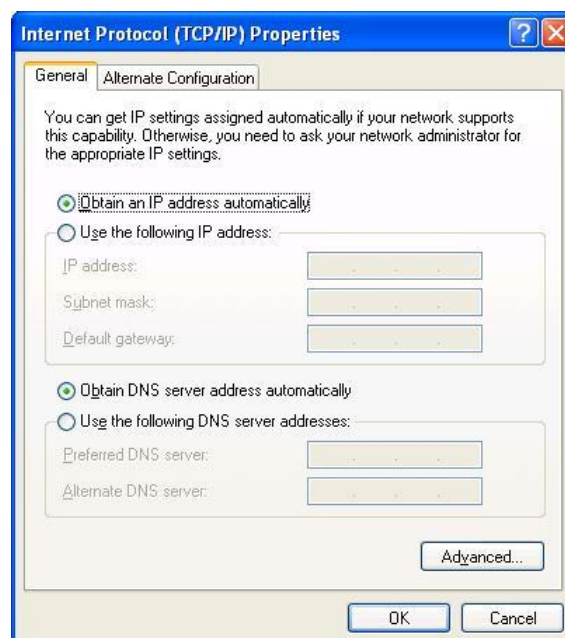 Internet Protocol (TCP/IP) Properties
General
Alternate Configuration
You can get IP settings assigned automatically if your network supports
this capability. Otherwise, you need to ask your network administrator for
the appropriate IP settings.
Obtain an IP address automatically
Use the following IP address:
IP address:
Subnet mask:
Default gateway:
Obtain DNS server address automatically
Use the following DNS server addresses:
Preferred DNS server:
Alternate DNS server:
Advanced...
OK
Cancel